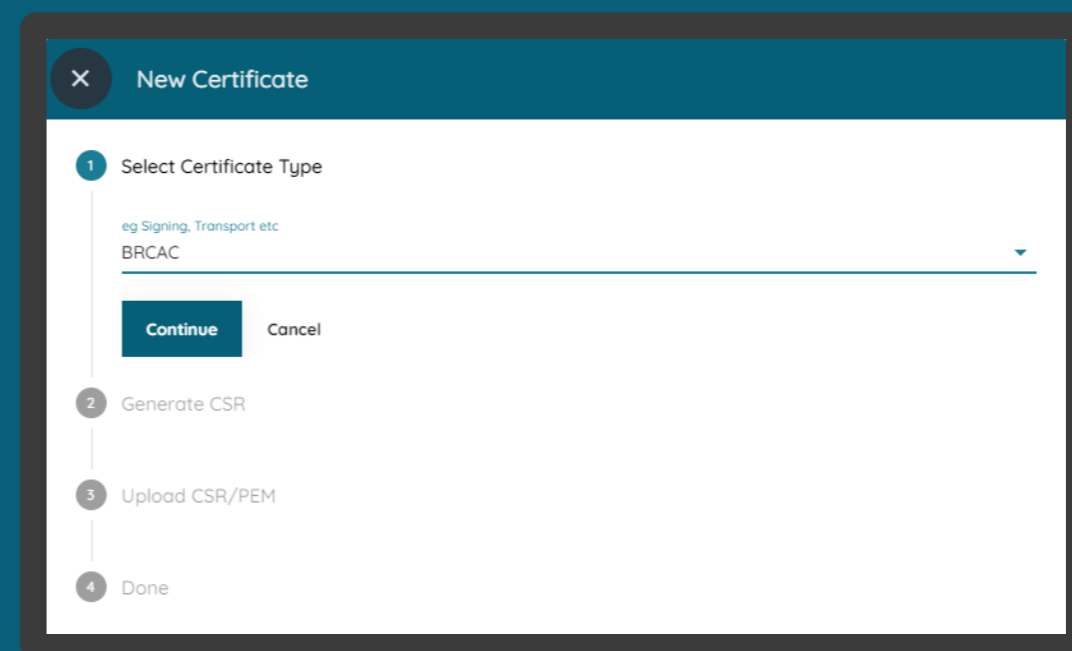 New Certificate
1 Select Certificate Type
eg Signing, Transport etc
BRCAC
Continue Cancel
2 Generate CSR
3 Upload CSR/PEM
4 Done